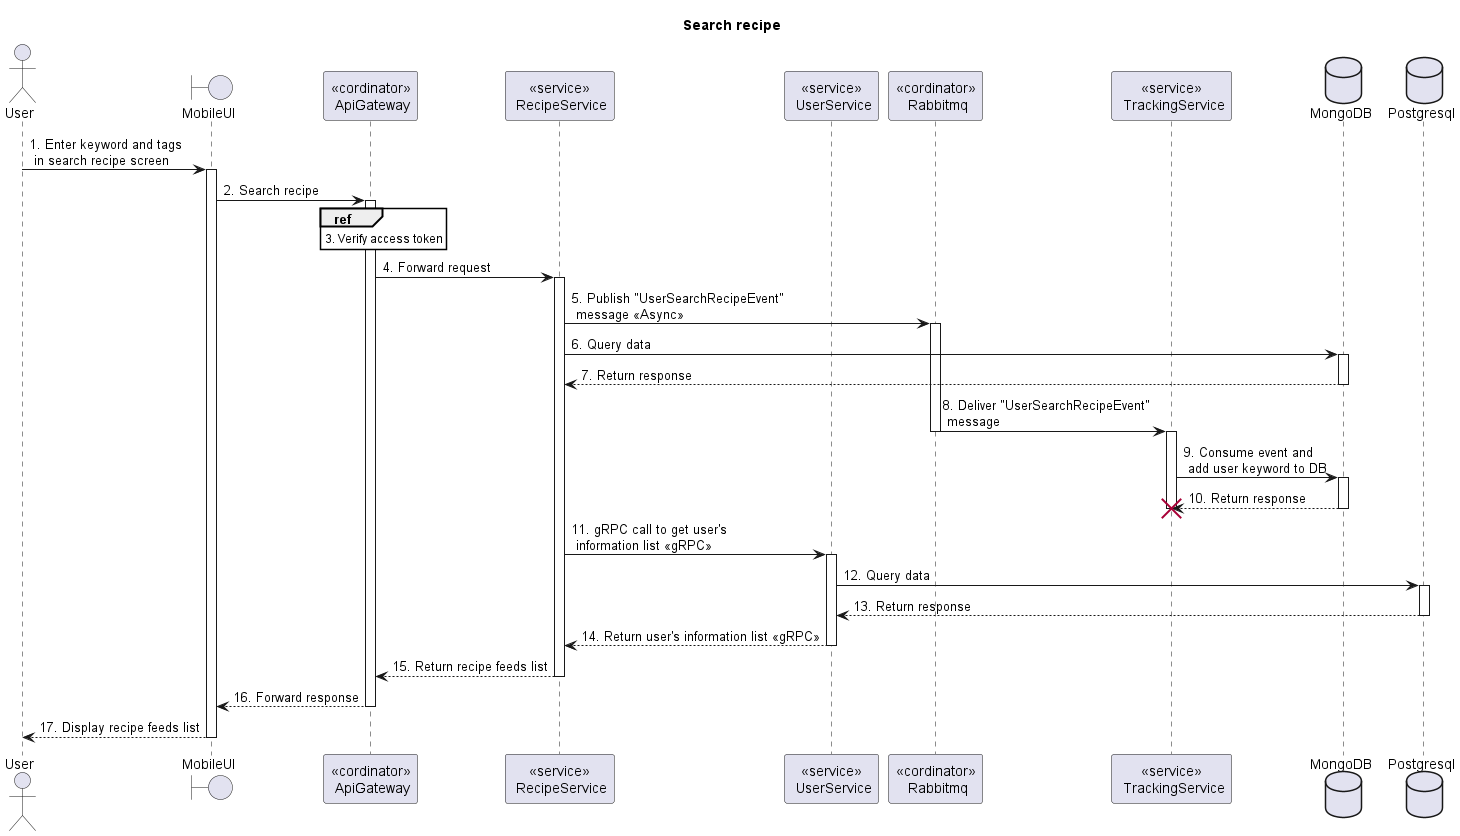 Search recipe
User
MobileUI
«cordinator»
ApiGateway
«service»
RecipeService
«service»
UserService
«cordinator»
Rabbitmq
«service»
TrackingService
MongoDB
Postgresql
1. Enter keyword and tags
in search recipe screen
2. Search recipe
ref
3. Verify access token
4. Forward request
5. Publish "UserSearchRecipeEvent"
message «Async»
6. Query data
7. Return response
8. Deliver "UserSearchRecipeEvent"
message
9. Consume event and
add user keyword to DB
10. Return response
11. gRPC call to get user's
information list «gRPC»
12. Query data
13. Return response
14. Return user's information list «gRPC»
15. Return recipe feeds list
16. Forward response
17. Display recipe feeds list
User
MobileUI
«cordinator»
ApiGateway
«service»
RecipeService
«service»
UserService
«cordinator»
Rabbitmq
«service»
TrackingService
MongoDB
Postgresql